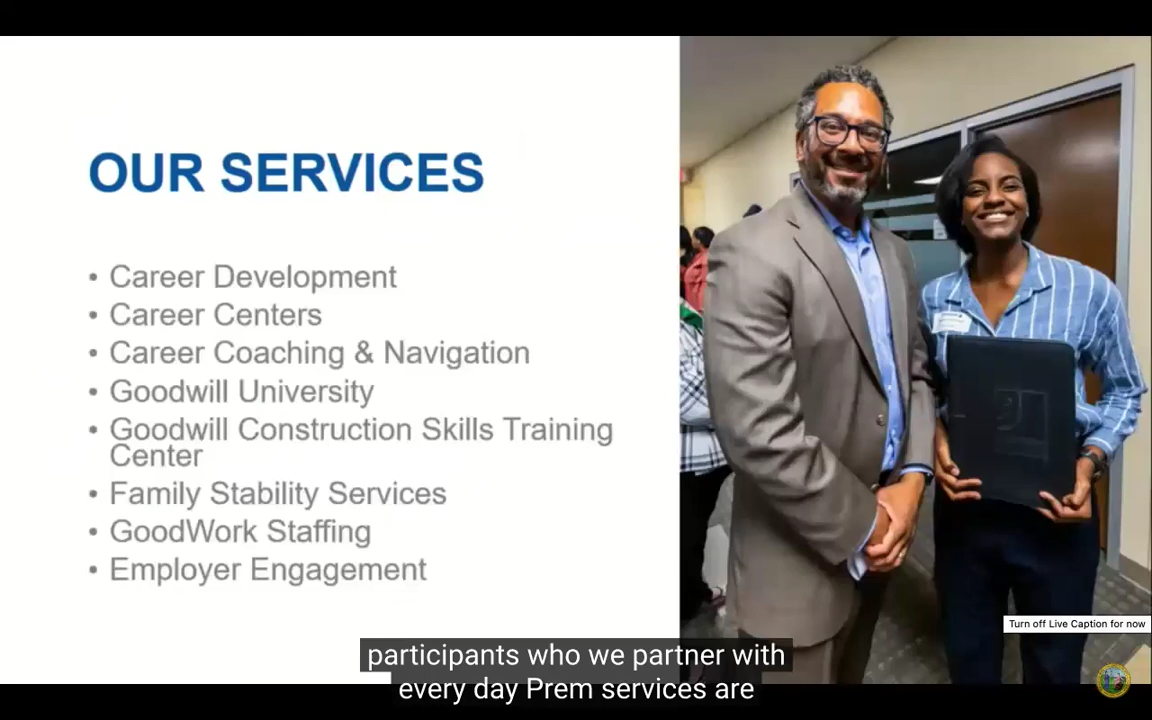 OUR SERVICES
• Career Development
• Career Centers
• Career Coaching & Navigation
• Goodwill University
• Goodwill Construction Skills Training
Center
• Family Stability Services
• GoodWork Staffing
• Employer Engagement
Turn off Live Caption for now
participants who we partner with
every day Prem services are